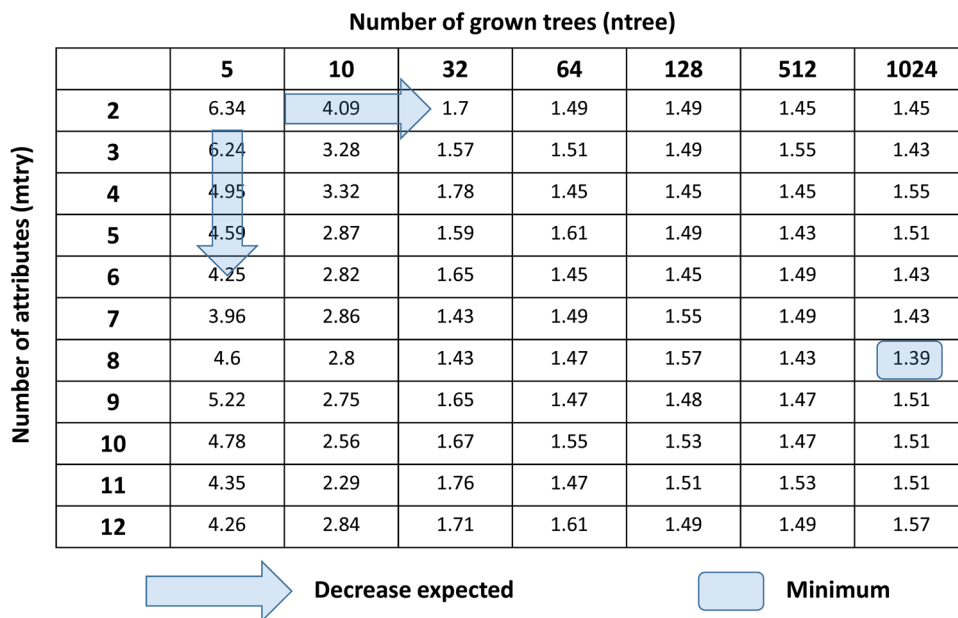 Number of grown trees (ntree)
Number of attributes (mtry)
5 10 32 64 128 512 1024
2 6.34 4.09 1.7 1.49 1.49 1.45 1.45
3 6.24 3.28 1.57 1.51 1.49 1.55 1.43
4 4.95 3.32 1.78 1.45 1.45 1.45 1.55
5 4.59 2.87 1.59 1.61 1.49 1.43 1.51
6 4.25 2.82 1.65 1.45 1.45 1.49 1.43
7 3.96 2.86 1.43 1.49 1.55 1.49 1.43
8 4.6 2.8 1.43 1.47 1.57 1.43 1.39
9 5.22 2.75 1.65 1.47 1.48 1.47 1.51
10 4.78 2.56 1.67 1.55 1.53 1.47 1.51
11 4.35 2.29 1.76 1.47 1.51 1.53 1.51
12 4.26 2.84 1.71 1.61 1.49 1.49 1.57
Decrease expected Minimum